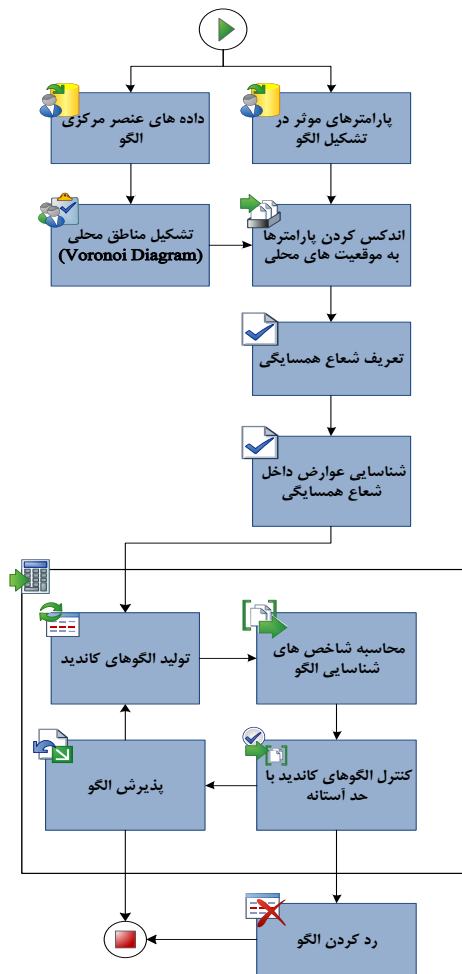 پارامترهای موثر در
تشکیل الگو
داده های عنصر مرکزی
الگو
تشکیل مناطق محلی
(Voronoi Diagram)
اندکس کردن پارامترها
به موقعیت های محلی
تعریف شعاع همسایگی
شناسایی عوارض داخل
شعاع همسایگی
تولید الگوهای کاندید
محاسبه شاخص های
شناسایی الگو
کنترل الگوهای کاندید با
حد آستانه
پذیرش الگو
رد کردن الگو